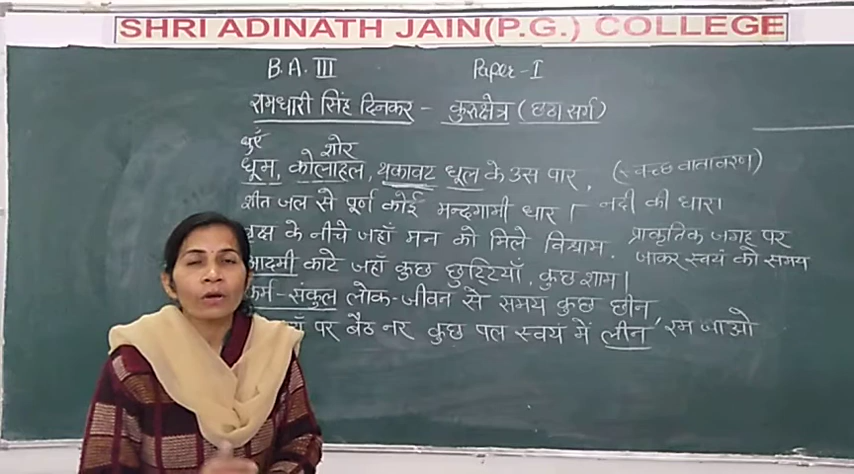 SHRI ADINATH JAIN(P.G.) COLLEGE
B.A. III Paper-I
रामधारी सिंह दिनकर - कुरुक्षेत्र (छठा सर्ग)
धुएँ शोर
धूम, कोलाहल, थकावट धूल के उस पार, (स्वच्छ वातावरण)
शीत जल से पूर्ण कोई मन्दगामी धार। नदी की धारा
वृक्ष के नीचे जहाँ मन को मिले विश्राम, प्राकृतिक जगह पर
आदमी काटे जहाँ कुछ छुट्टियाँ, कुछ शाम। जाकर स्वयं को समय
कर्म-संकुल लोक-जीवन से समय कुछ छीन,
पर बैठ नर कुछ पल स्वयं में लीन रम जाओ